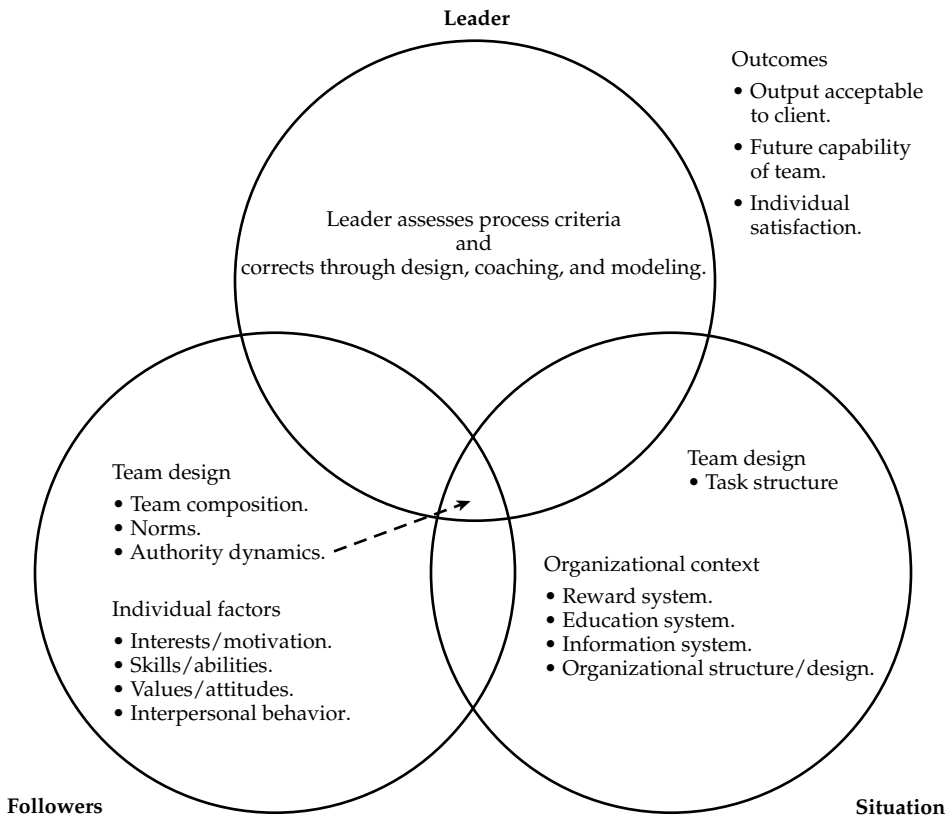 Leader
Outcomes
• Output acceptable
to client.
• Future capability
of team.
• Individual
satisfaction.
Leader assesses process criteria
and
corrects through design, coaching, and modeling.
Team design
• Team composition.
• Norms.
• Authority dynamics.
Individual factors
• Interests/motivation.
• Skills/abilities.
• Values/attitudes.
• Interpersonal behavior.
Team design
• Task structure
Organizational context
• Reward system.
• Education system.
• Information system.
• Organizational structure/design.
Followers
Situation